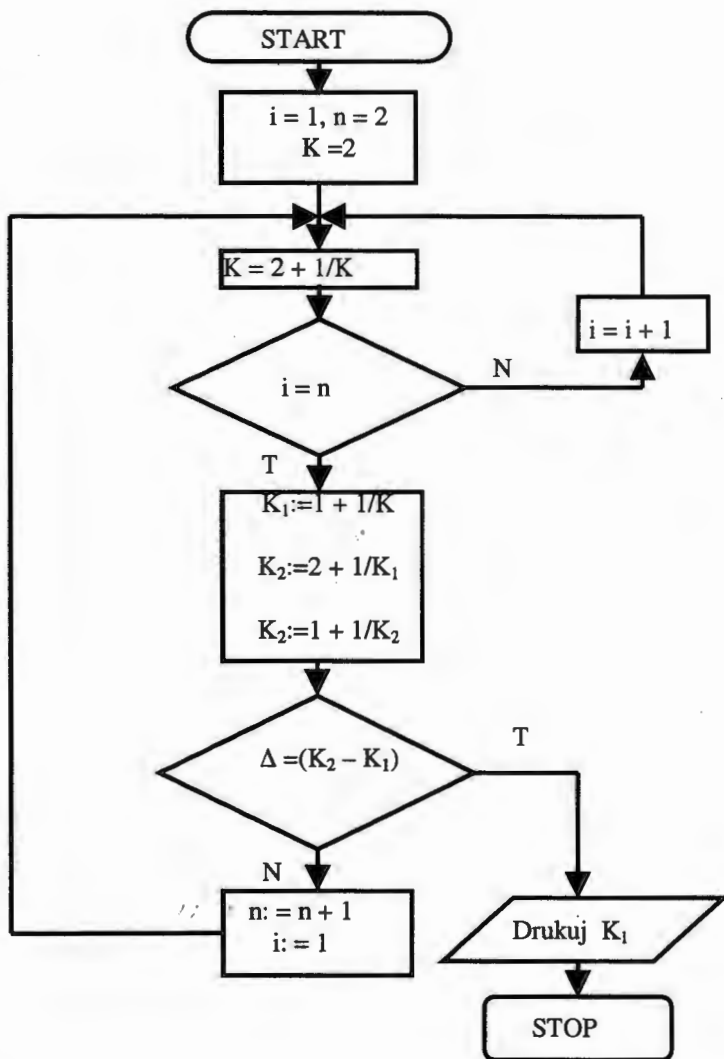 START
i = 1, n = 2
K =2
K = 2 + 1/K
i = i + 1
i = n
N
T
K₁:=1 + 1/K
K₂:=2 + 1/K₁
K₂:=1 + 1/K₂
Δ =(K₂ – K₁)
T
N
n: = n + 1
i: = 1
Drukuj K₁
STOP